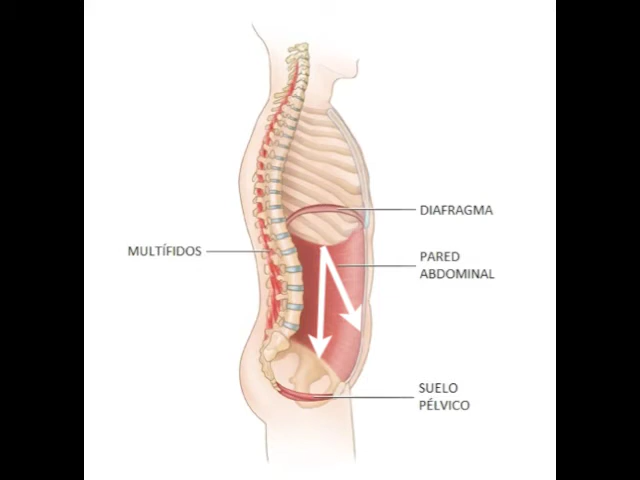 DIAFRAGMA
MULTÍFIDOS
PARED
ABDOMINAL
SUELO
PÉLVICO